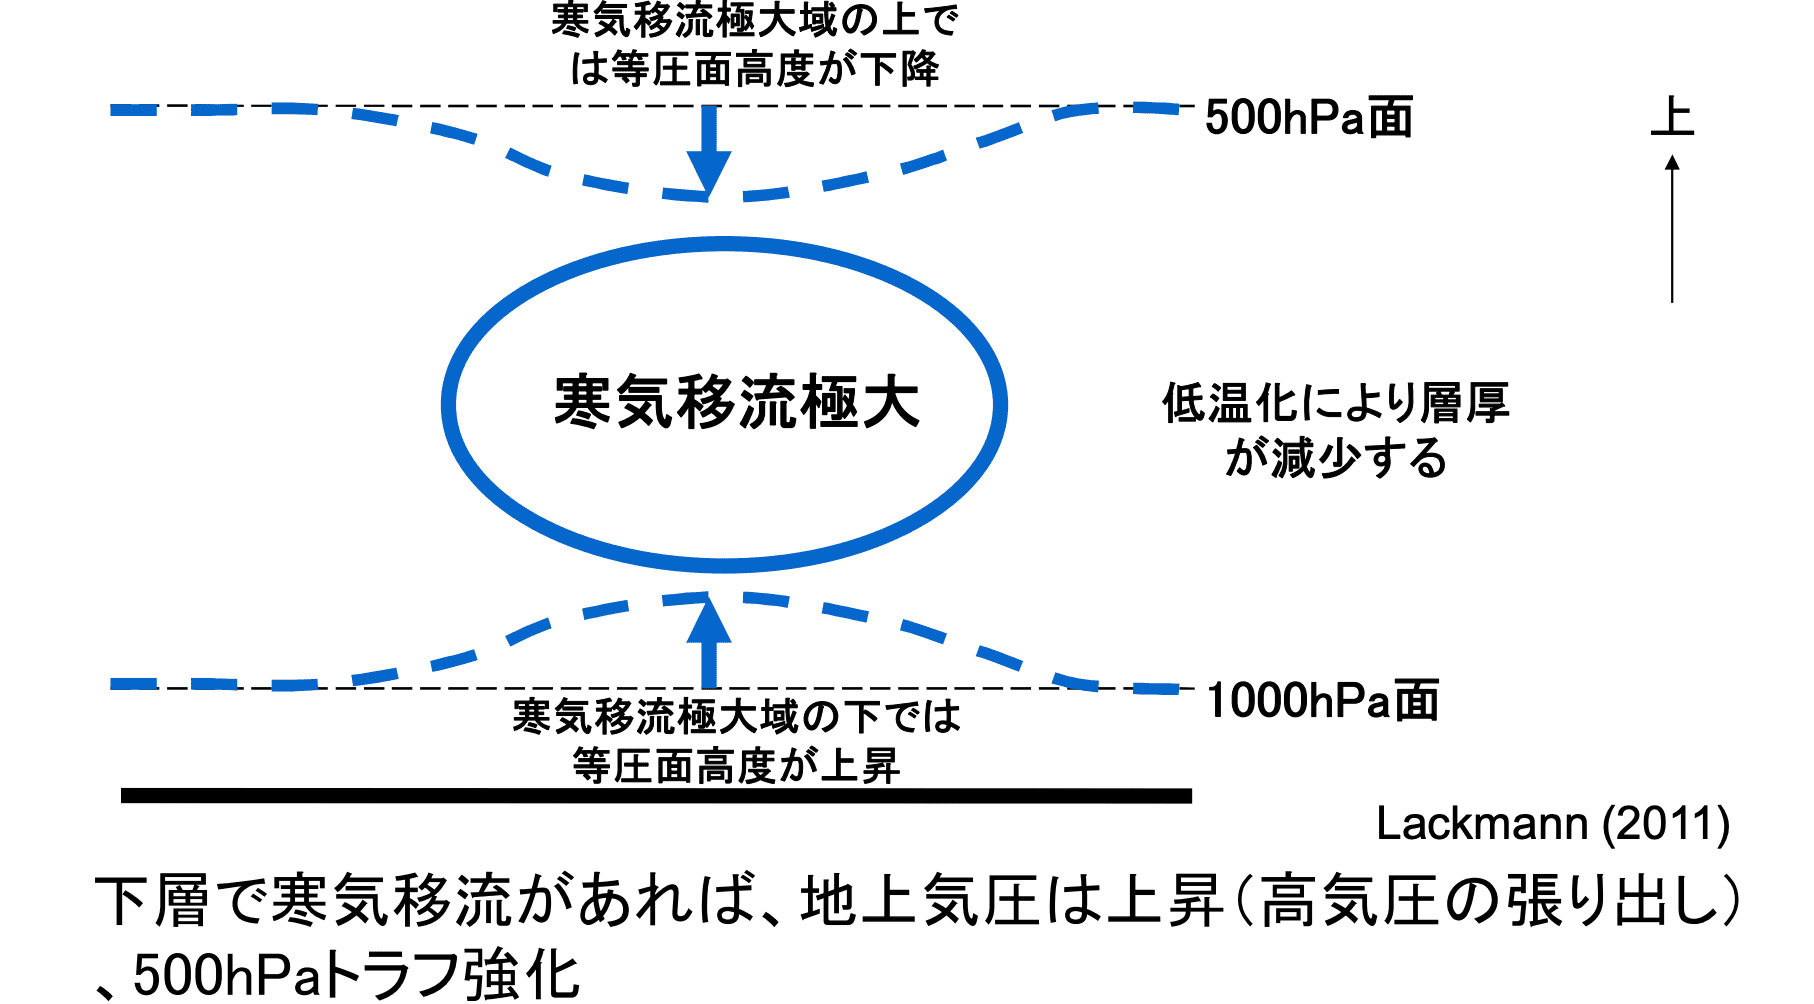 寒気移流極大域の上で
は等圧面高度が下降
500hPa面
上
寒気移流極大
低温化により層厚
が減少する
1000hPa面
寒気移流極大域の下では
等圧面高度が上昇
Lackmann (2011)
下層で寒気移流があれば、地上気圧は上昇（高気圧の張り出し）
、500hPaトラフ強化